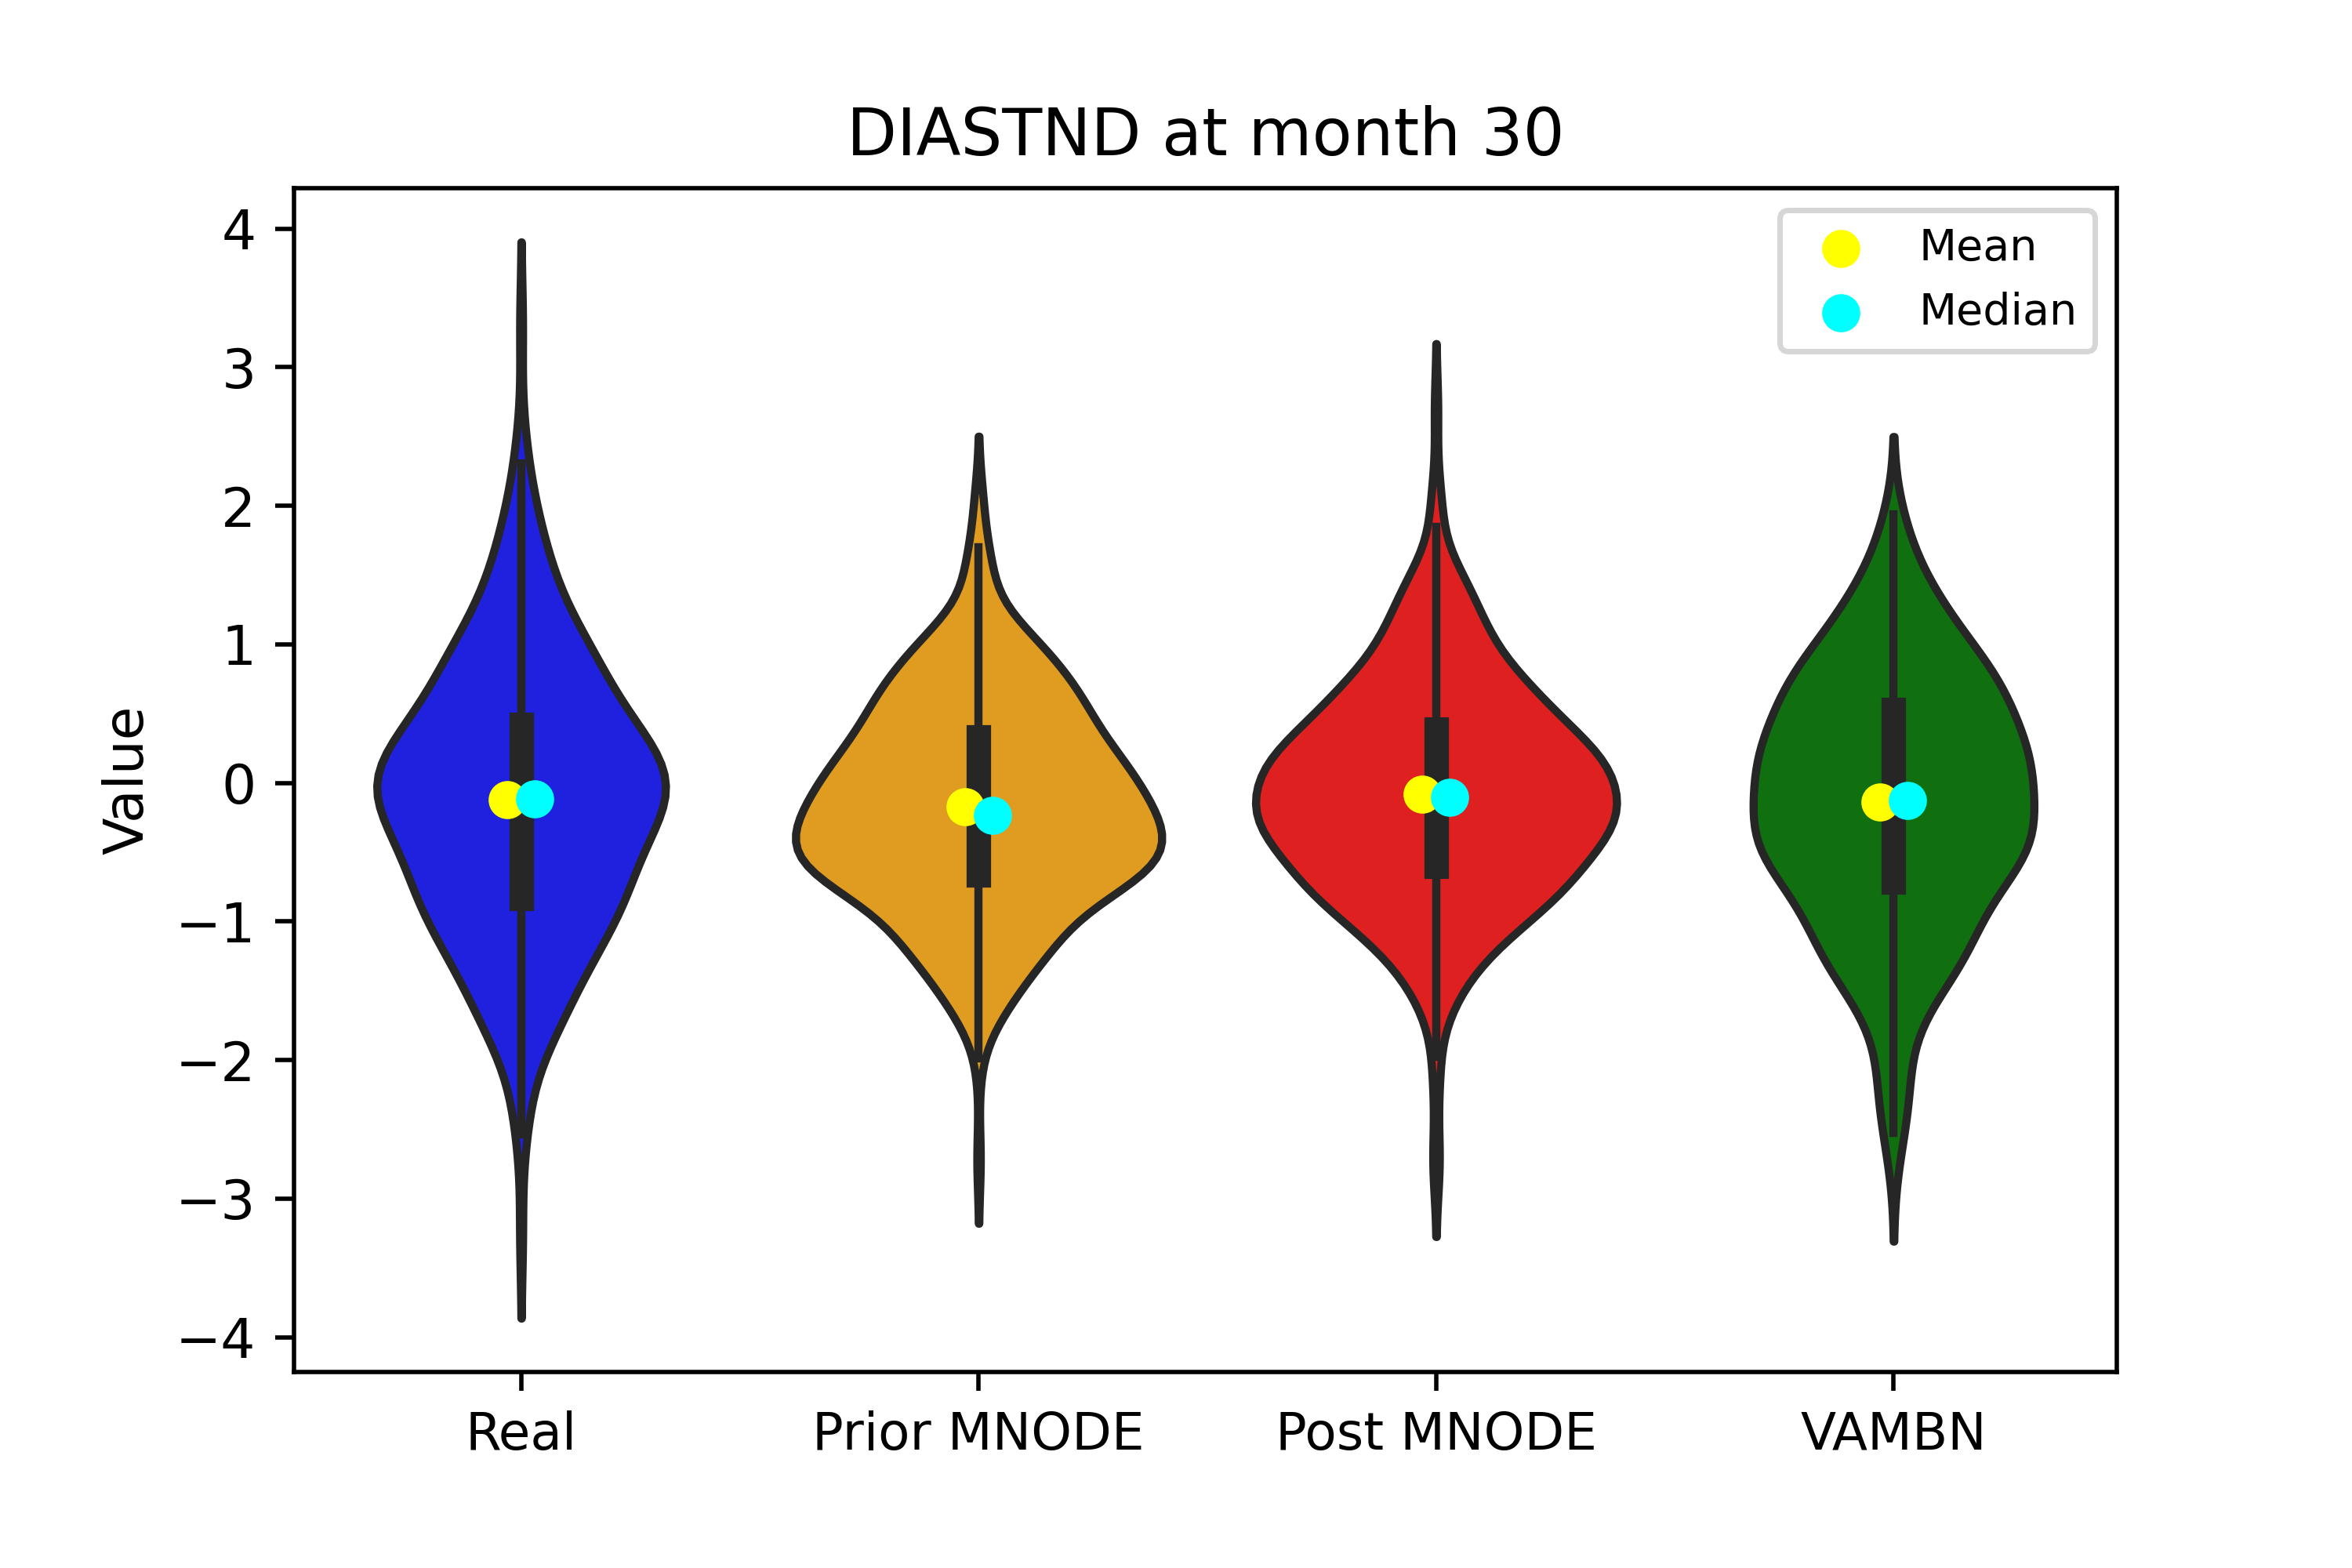 DIASTND at month 30
Mean
Median
Value
4
3
2
1
0
−1
−2
−3
−4
Real
Prior MNODE
Post MNODE
VAMBN